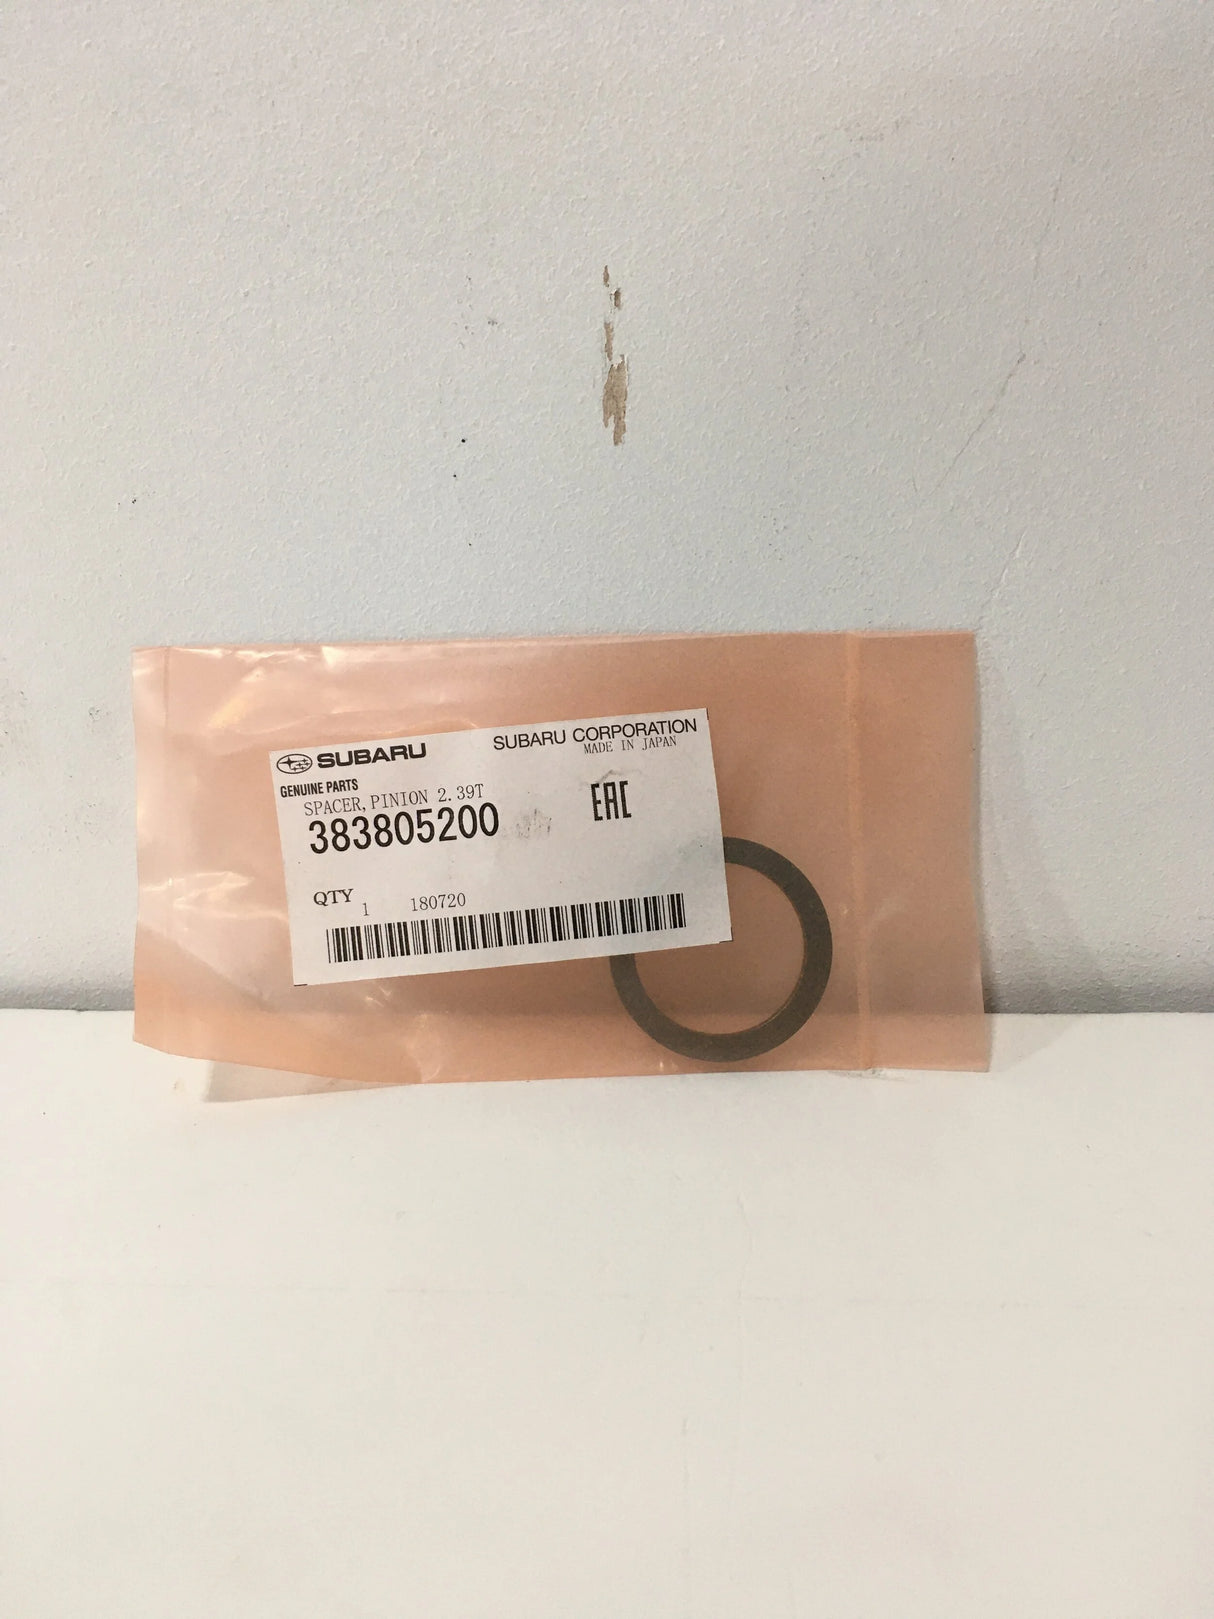 SUBARU
SUBARU CORPORATION
MADE IN JAPAN
GENUINE PARTS
SPACER, PINION 2.39T
383805200
EAC
QTY 1 180720